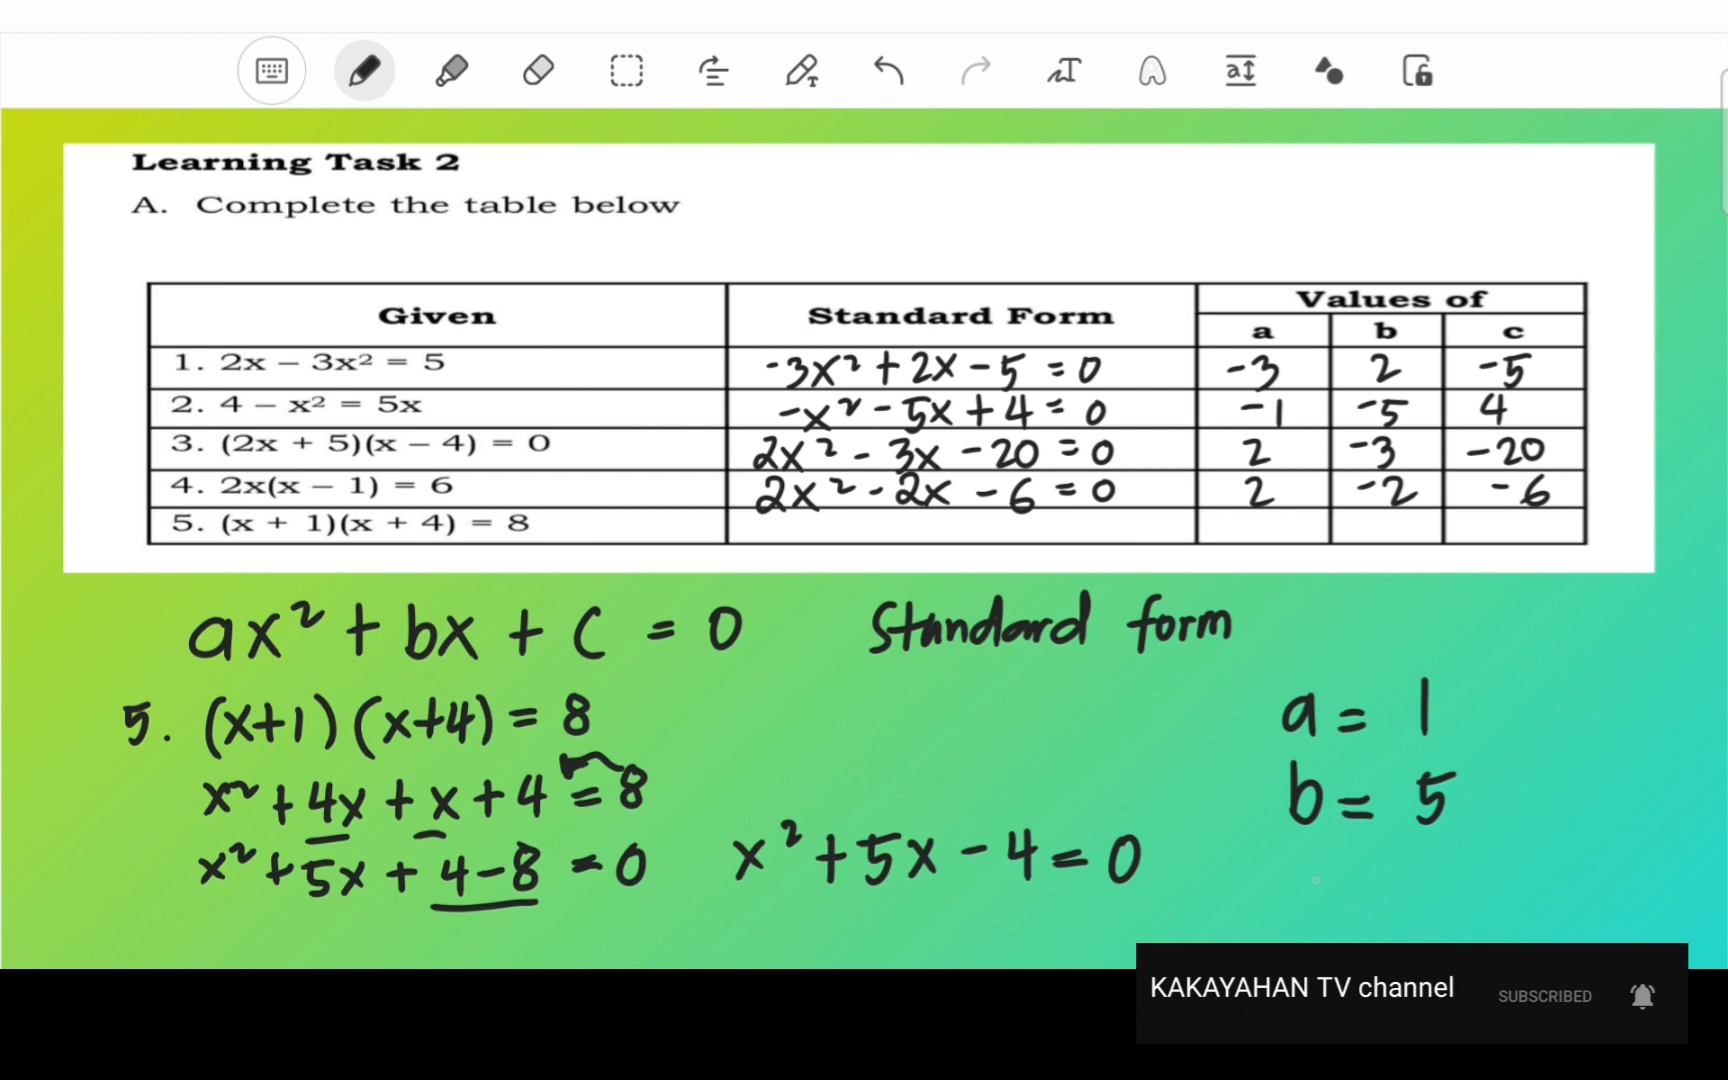 Learning Task 2
A. Complete the table below
Given Standard Form Values of
a b c
1. 2x – 3x² = 5 -3x² + 2x - 5 = 0 -3 2 -5
2. 4 – x² = 5x -x² - 5x + 4 = 0 -1 -5 4
3. (2x + 5)(x – 4) = 0 2x² - 3x - 20 = 0 2 -3 -20
4. 2x(x – 1) = 6 2x² - 2x - 6 = 0 2 -2 -6
5. (x + 1)(x + 4) = 8
ax² + bx + c = 0 Standard form
5. (x+1)(x+4) = 8 a = 1
x² + 4x + x + 4 = 8 b = 5
x² + 5x + 4 - 8 = 0 x² + 5x - 4 = 0
KAKAYAHAN TV channel SUBSCRIBED